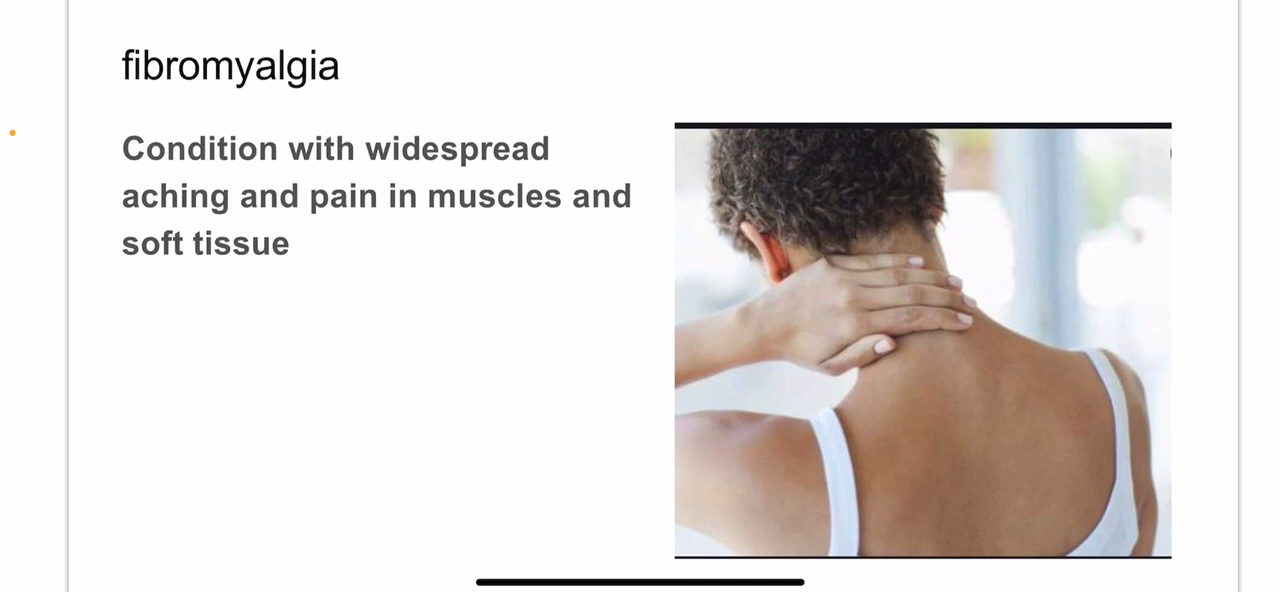 fibromyalgia
Condition with widespread
aching and pain in muscles and
soft tissue